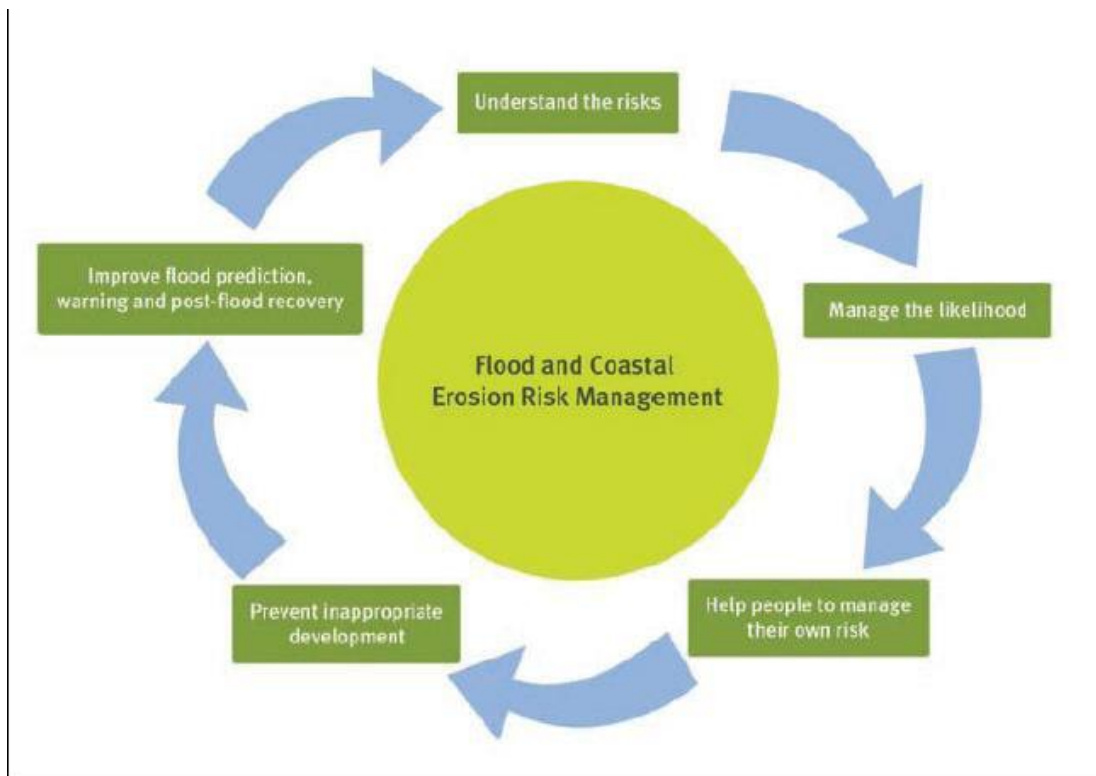 Understand the risks
Manage the likelihood
Help people to manage
their own risk
Prevent inappropriate
development
Improve flood prediction,
warning and post-flood recovery
Flood and Coastal
Erosion Risk Management